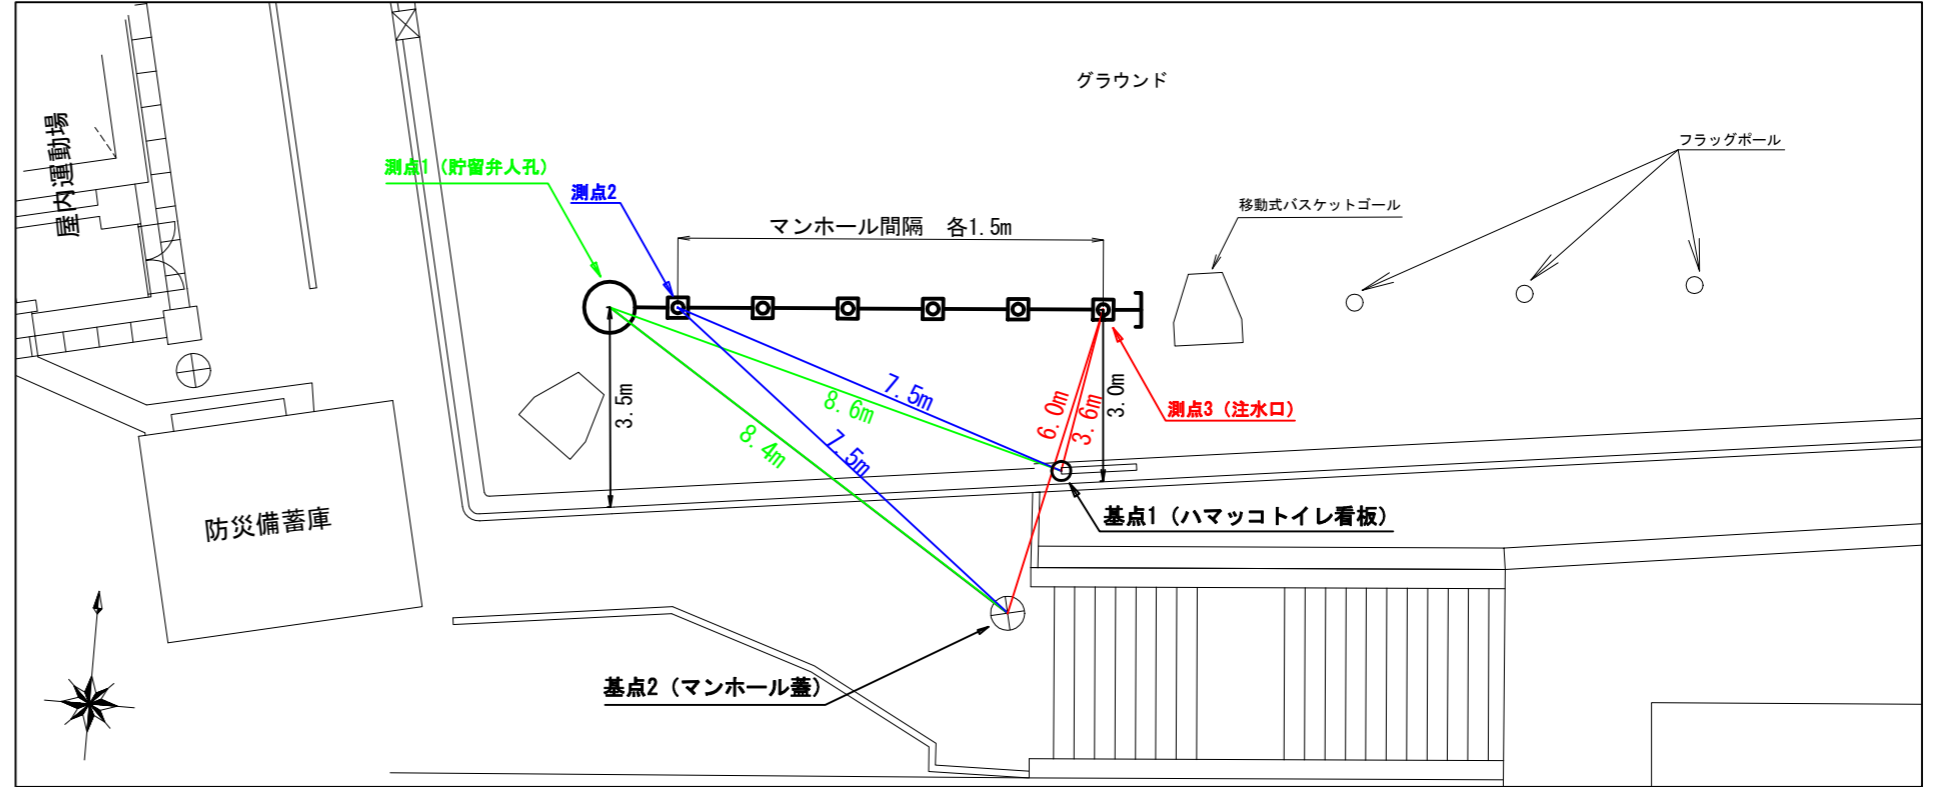 グラウンド
フラッグポール
屋内運動場
測点1（貯留弁人孔）
測点2
移動式バスケットゴール
マンホール間隔　各1.5m
3.5m
7.5m
8.6m
8.4m
7.5m
6.0m
3.6m
3.0m
測点3（注水口）
防災備蓄庫
基点1（ハマッコトイレ看板）
基点2（マンホール蓋）